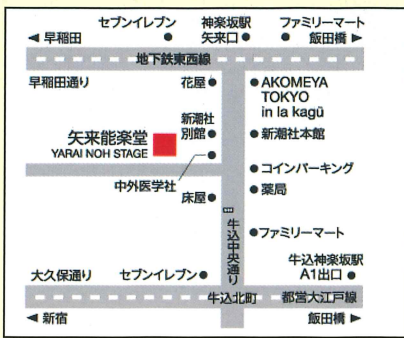 セブンイレブン
神楽坂駅
矢来口
ファミリーマート
◀ 早稲田
飯田橋 ▶
地下鉄東西線
早稲田通り
花屋
AKOMEYA
TOKYO
in la kagū
新潮社
別館
新潮社本館
矢来能楽堂
YARAI NOH STAGE
中外医学社
コインパーキング
薬局
床屋
牛込中央通り
ファミリーマート
牛込神楽坂駅
A1出口
大久保通り
セブンイレブン
牛込北町
都営大江戸線
◀ 新宿
飯田橋 ▶